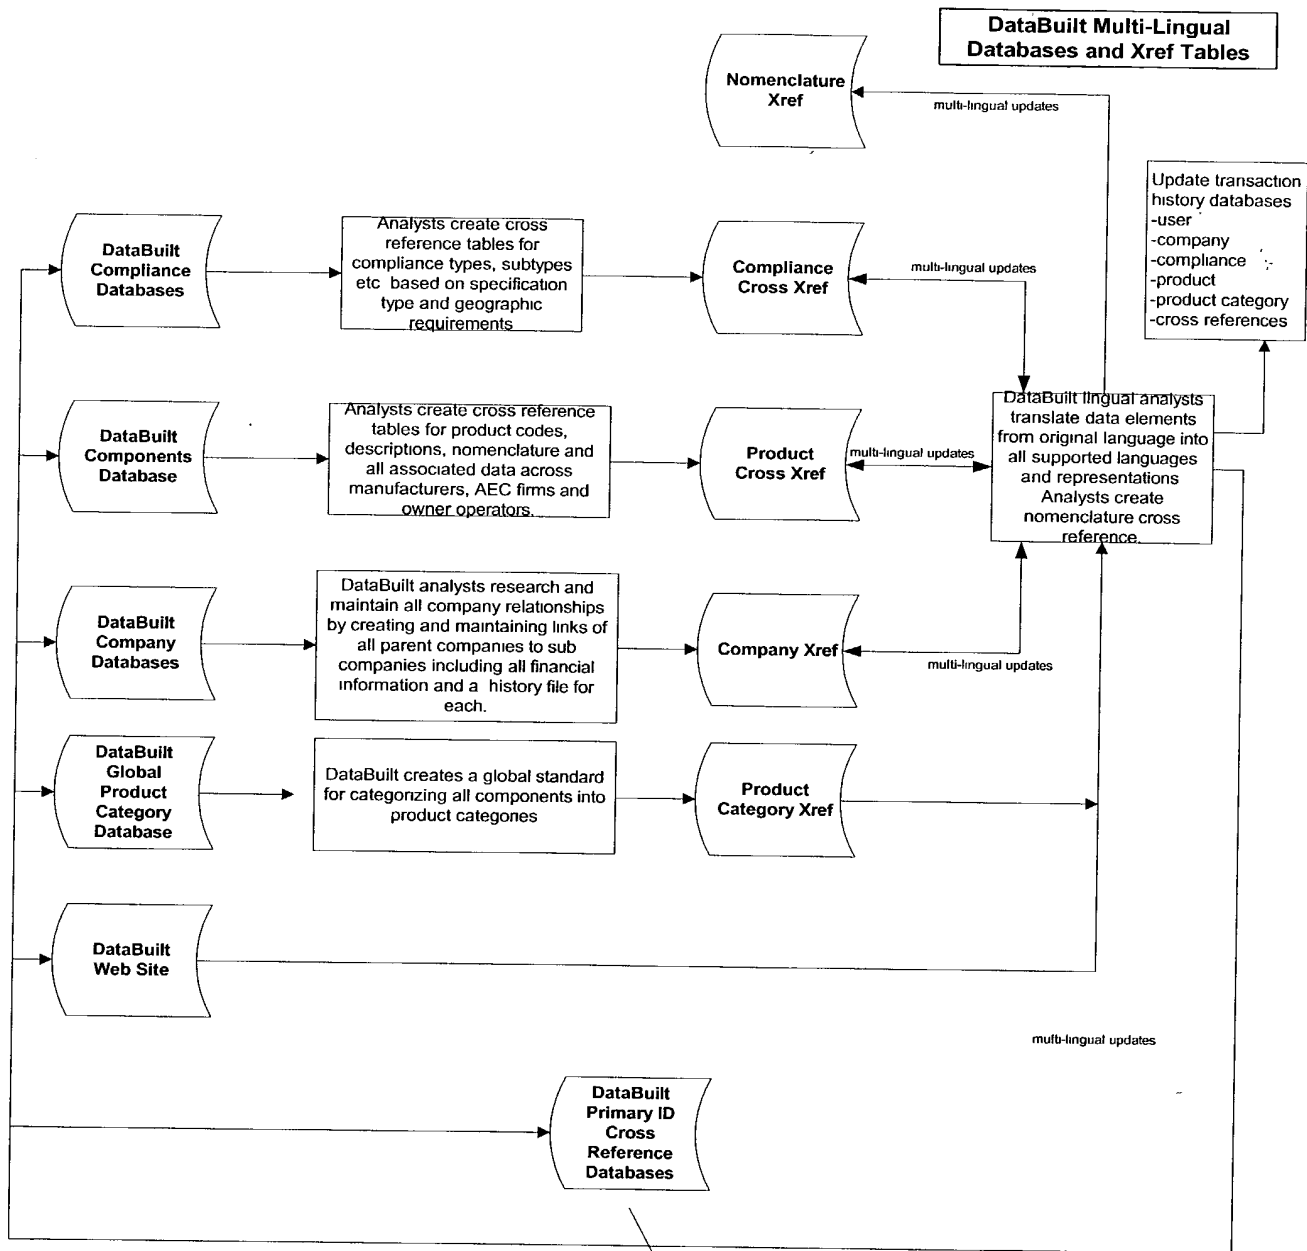 DataBuilt Multi-Lingual
Databases and Xref Tables
Nomenclature
Xref
multi-lingual updates
Update transaction
history databases
-user
-company
-compliance
-product
-product category
-cross references
DataBuilt
Compliance
Databases
Analysts create cross
reference tables for
compliance types, subtypes
etc based on specification
type and geographic
requirements
Compliance
Cross Xref
multi-lingual updates
DataBuilt
Components
Database
Analysts create cross reference
tables for product codes,
descriptions, nomenclature and
all associated data across
manufacturers, AEC firms and
owner operators.
Product
Cross Xref
multi-lingual updates
DataBuilt lingual analysts
translate data elements
from original language into
all supported languages
and representations
Analysts create
nomenclature cross
reference.
DataBuilt
Company
Databases
DataBuilt analysts research and
maintain all company relationships
by creating and maintaining links of
all parent companies to sub
companies including all financial
information and a history file for
each.
Company Xref
multi-lingual updates
DataBuilt
Global
Product
Category
Database
DataBuilt creates a global standard
for categorizing all components into
product categories
Product
Category Xref
DataBuilt
Web Site
multi-lingual updates
DataBuilt
Primary ID
Cross
Reference
Databases